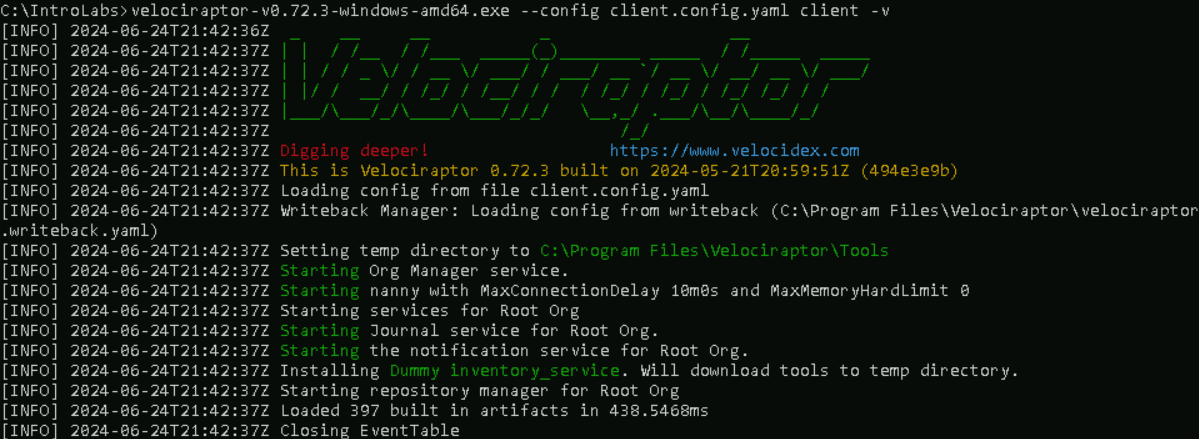 C:\IntroLabs>velociraptor-v0.72.3-windows-amd64.exe --config client.config.yaml client -v
[INFO] 2024-06-24T21:42:36Z
[INFO] 2024-06-24T21:42:37Z
[INFO] 2024-06-24T21:42:37Z Velociraptor
[INFO] 2024-06-24T21:42:37Z
[INFO] 2024-06-24T21:42:37Z
[INFO] 2024-06-24T21:42:37Z
[INFO] 2024-06-24T21:42:37Z Digging deeper! https://www.velocidex.com
[INFO] 2024-06-24T21:42:37Z This is Velociraptor 0.72.3 built on 2024-05-21T20:59:51Z (494e3e9b)
[INFO] 2024-06-24T21:42:37Z Loading config from file client.config.yaml
[INFO] 2024-06-24T21:42:37Z Writeback Manager: Loading config from writeback (C:\Program Files\Velociraptor\velociraptor
.writeback.yaml)
[INFO] 2024-06-24T21:42:37Z Setting temp directory to C:\Program Files\Velociraptor\Tools
[INFO] 2024-06-24T21:42:37Z Starting Org Manager service.
[INFO] 2024-06-24T21:42:37Z Starting nanny with MaxConnectionDelay 10m0s and MaxMemoryHardLimit 0
[INFO] 2024-06-24T21:42:37Z Starting services for Root Org
[INFO] 2024-06-24T21:42:37Z Starting Journal service for Root Org.
[INFO] 2024-06-24T21:42:37Z Starting the notification service for Root Org.
[INFO] 2024-06-24T21:42:37Z Installing Dummy inventory_service. Will download tools to temp directory.
[INFO] 2024-06-24T21:42:37Z Starting repository manager for Root Org
[INFO] 2024-06-24T21:42:37Z Loaded 397 built in artifacts in 438.5468ms
[INFO] 2024-06-24T21:42:37Z Closing EventTable